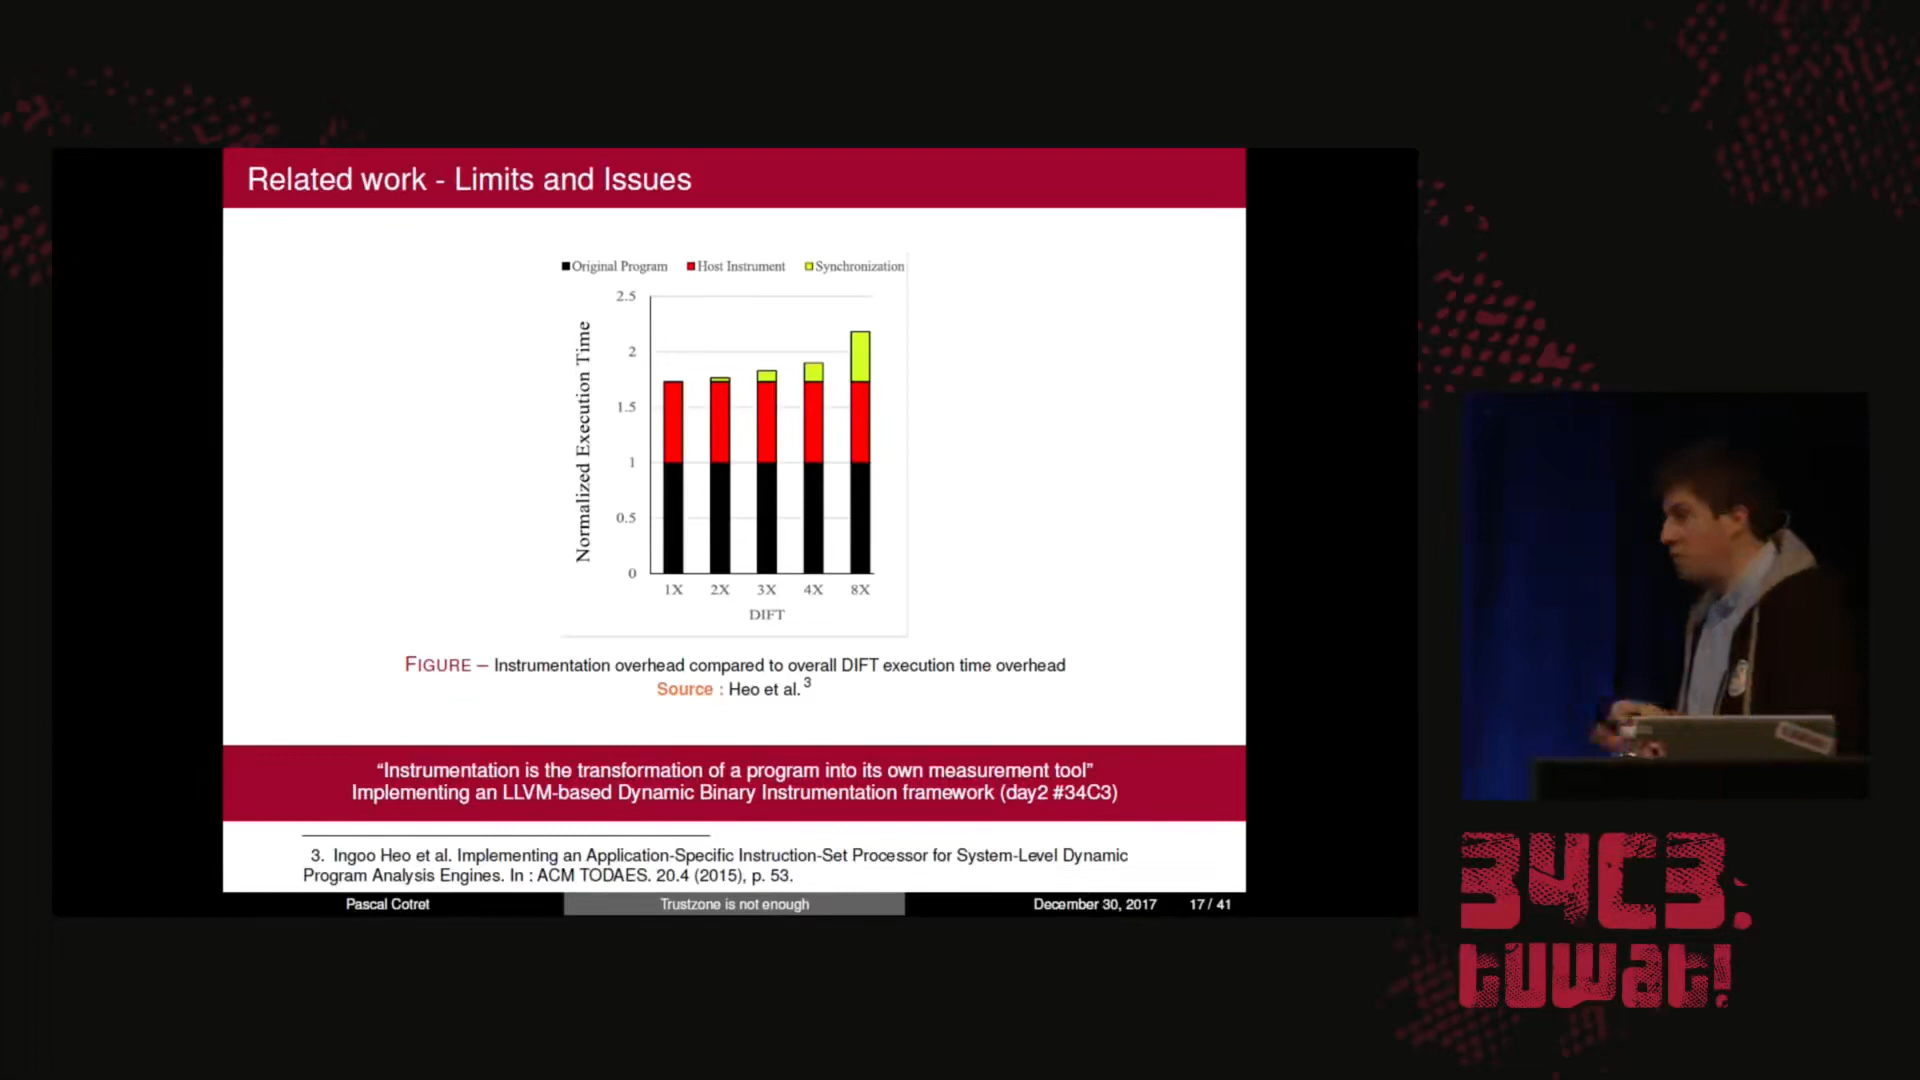 Related work - Limits and Issues
Original Program Host Instrument Synchronization
Normalized Execution Time
2.5
2
1.5
1
0.5
0
1X 2X 3X 4X 8X
DIFT
FIGURE – Instrumentation overhead compared to overall DIFT execution time overhead
Source : Heo et al. 3
“Instrumentation is the transformation of a program into its own measurement tool”
Implementing an LLVM-based Dynamic Binary Instrumentation framework (day2 #34C3)
3. Ingoo Heo et al. Implementing an Application-Specific Instruction-Set Processor for System-Level Dynamic
Program Analysis Engines. In : ACM TODAES. 20.4 (2015), p. 53.
Pascal Cotret Trustzone is not enough December 30, 2017 17 / 41
34C3.
tuwat!